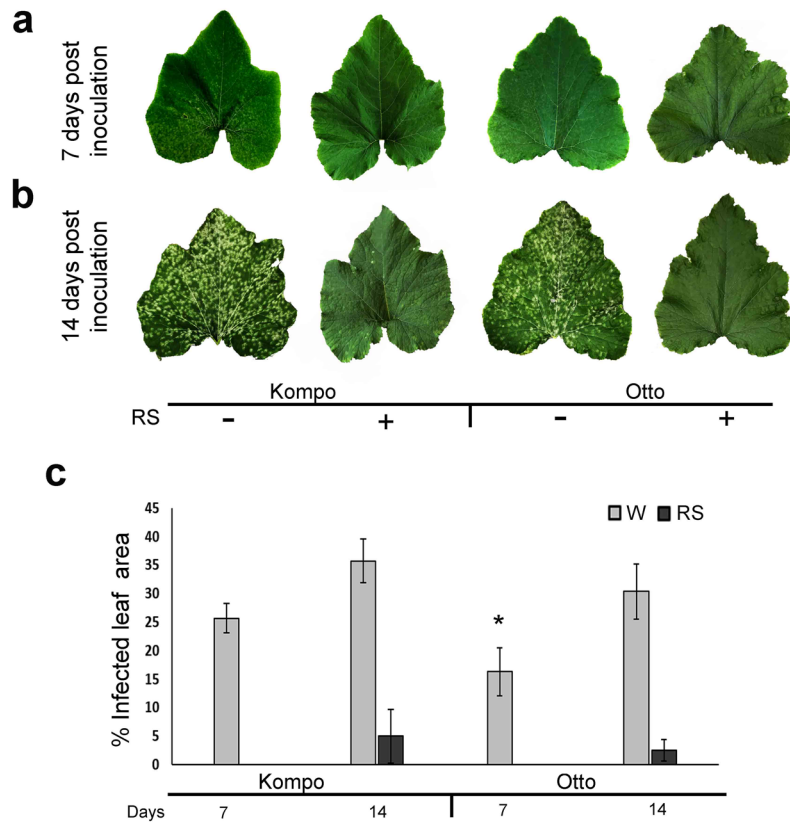 a
7 days post
inoculation
b
14 days post
inoculation
Kompo Otto
RS - + - +
c
45
40
35
30
25
20
15
10
5
0
% Infected leaf area
W RS
*
Kompo Otto
Days 7 14 7 14